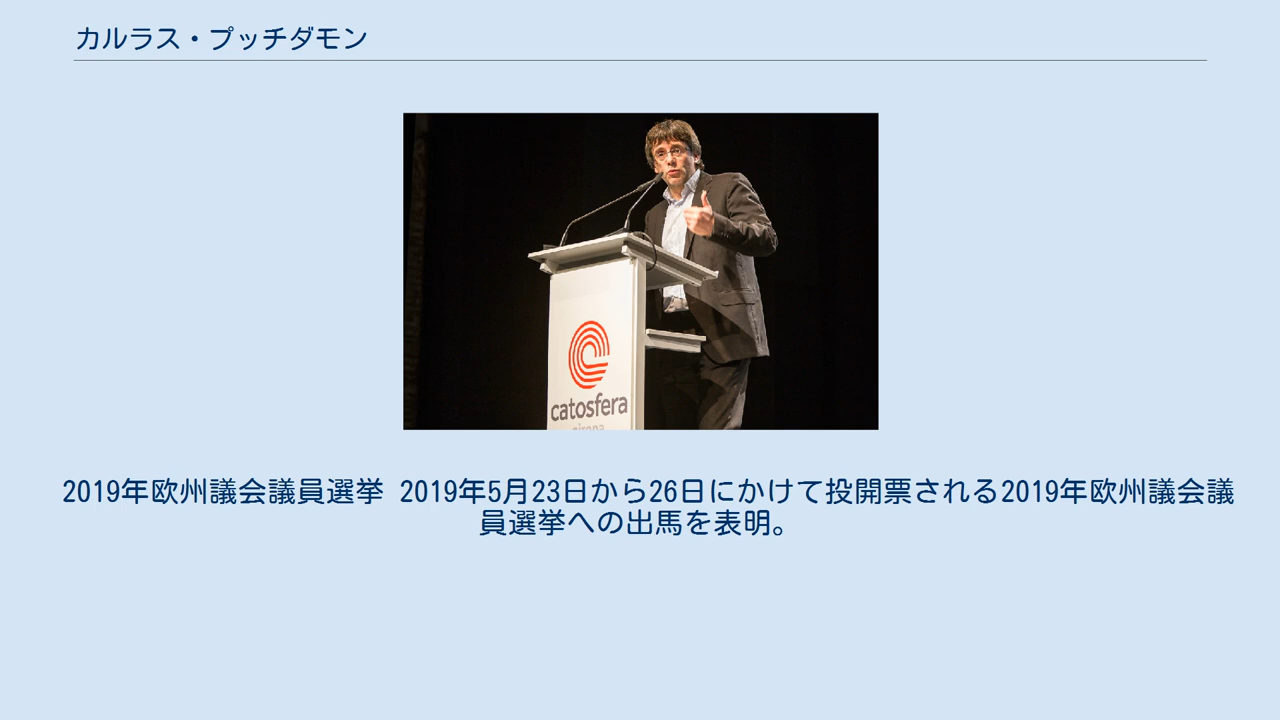 カルラス・プッチダモン
catosfera
girona
2019年欧州議会議員選挙 2019年5月23日から26日にかけて投開票される2019年欧州議会議
員選挙への出馬を表明。